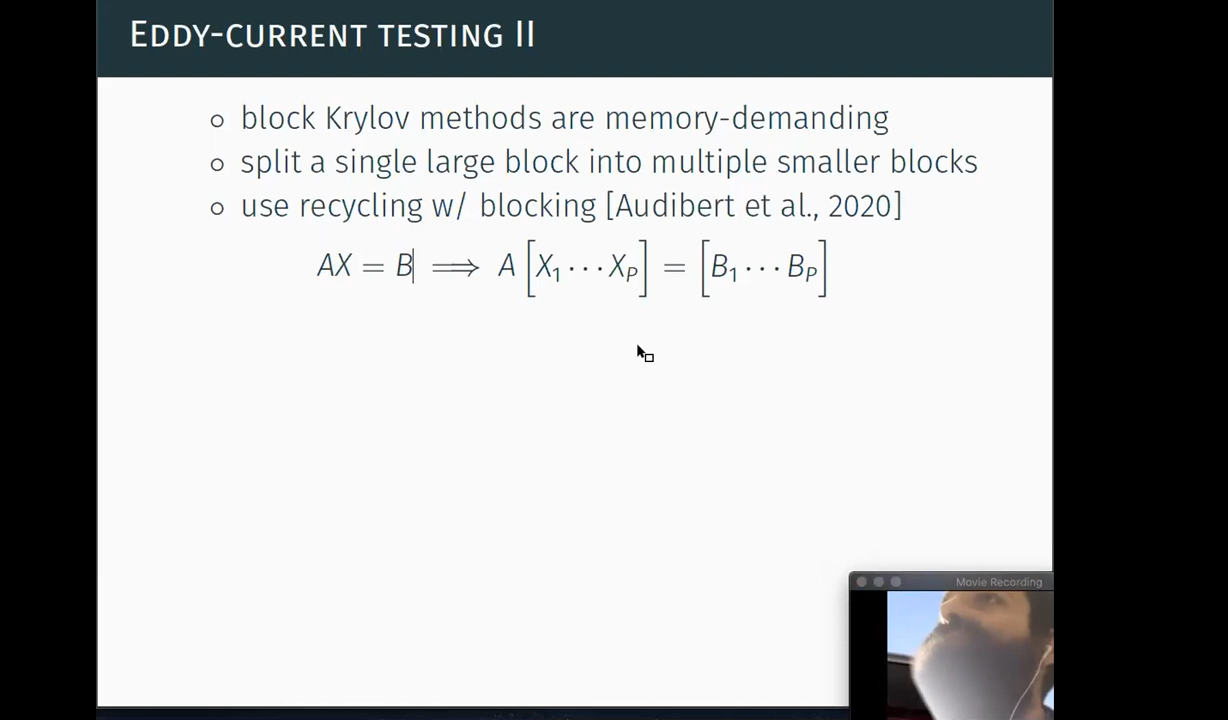 EDDY-CURRENT TESTING II
block Krylov methods are memory-demanding
split a single large block into multiple smaller blocks
use recycling w/ blocking [Audibert et al., 2020]
AX = B ⟹ A [X₁ ⋯ X_P] = [B₁ ⋯ B_P]
Movie Recording